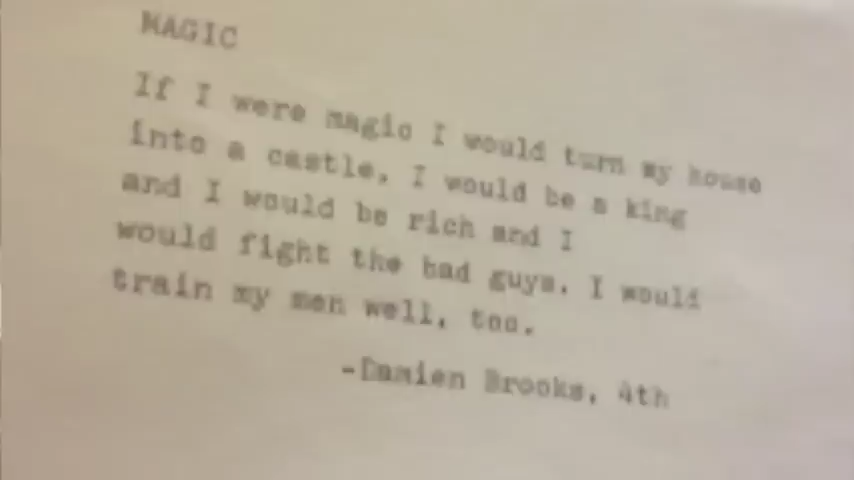 MAGIC
If I were magic I would turn my house
into a castle, I would be a king
and I would be rich and I
would fight the bad guys. I would
train my men well, too.
-Damien Brooks, 4th